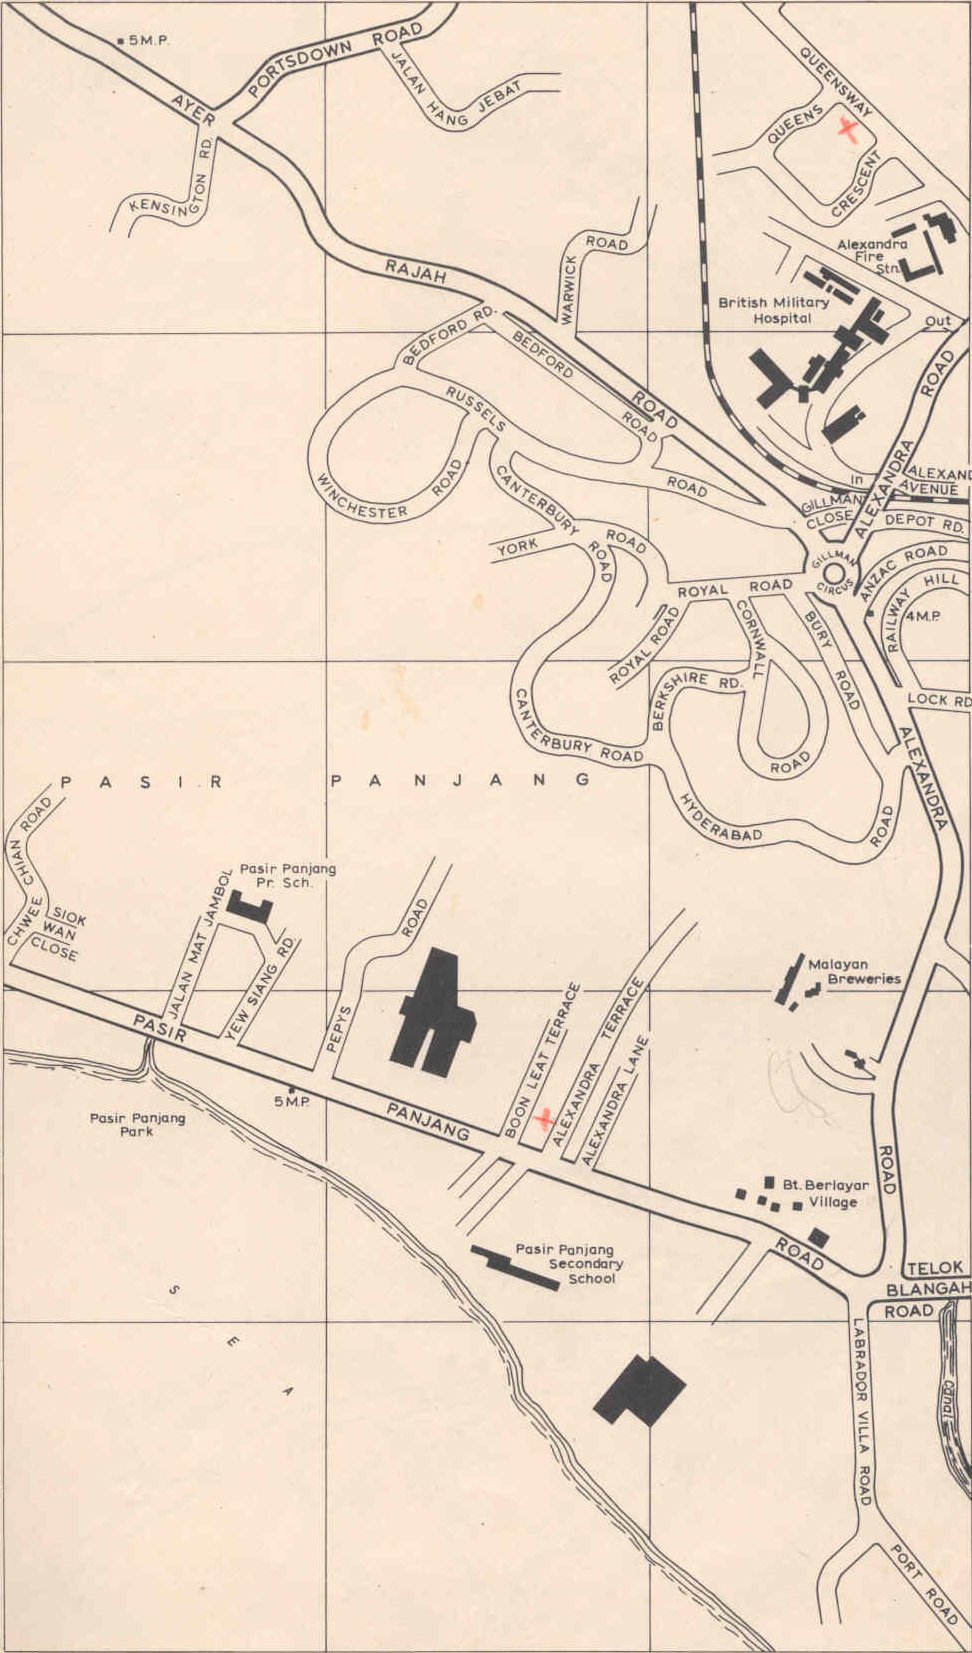 5 M.P.
PORTSDOWN ROAD
AYER
JALAN HANG JEBAT
KENSINGTON RD.
RAJAH
ROAD
WARWICK
ROAD
QUEENSWAY
QUEENS
CRESCENT
Alexandra
Fire
Stn.
British Military
Hospital
Out
ROAD
BEDFORD RD.
BEDFORD
ROAD
RUSSELS
ROAD
WINCHESTER
ROAD
CANTERBURY
ROAD
YORK
ROAD
In
ALEXANDRA
ALEXAND
AVENUE
GILLMAN
CLOSE
DEPOT RD.
GILLMAN
CIRCUS
ANZAC ROAD
RAILWAY HILL
4 M.P.
ROYAL ROAD
ROYAL ROAD
CORNWALL
ROAD
BURY
ROAD
BERKSHIRE RD.
LOCK RD
CANTERBURY ROAD
HYDERABAD
ROAD
ALEXANDRA
PASIR PANJANG
CHWEE CHIAN ROAD
SIOK
WAN
CLOSE
Pasir Panjang
Pr. Sch.
JALAN MAT JAMBOL
YEW SIANG RD.
PEPYS
ROAD
Malayan
Breweries
PASIR
5 M.P.
PANJANG
BOON LEAT TERRACE
ALEXANDRA TERRACE
ALEXANDRA LANE
Pasir Panjang
Park
ROAD
Bt. Berlayar
Village
Pasir Panjang
Secondary
School
ROAD
TELOK
BLANGAH
ROAD
SEA
LABRADOR VILLA ROAD
canal
PORT ROAD